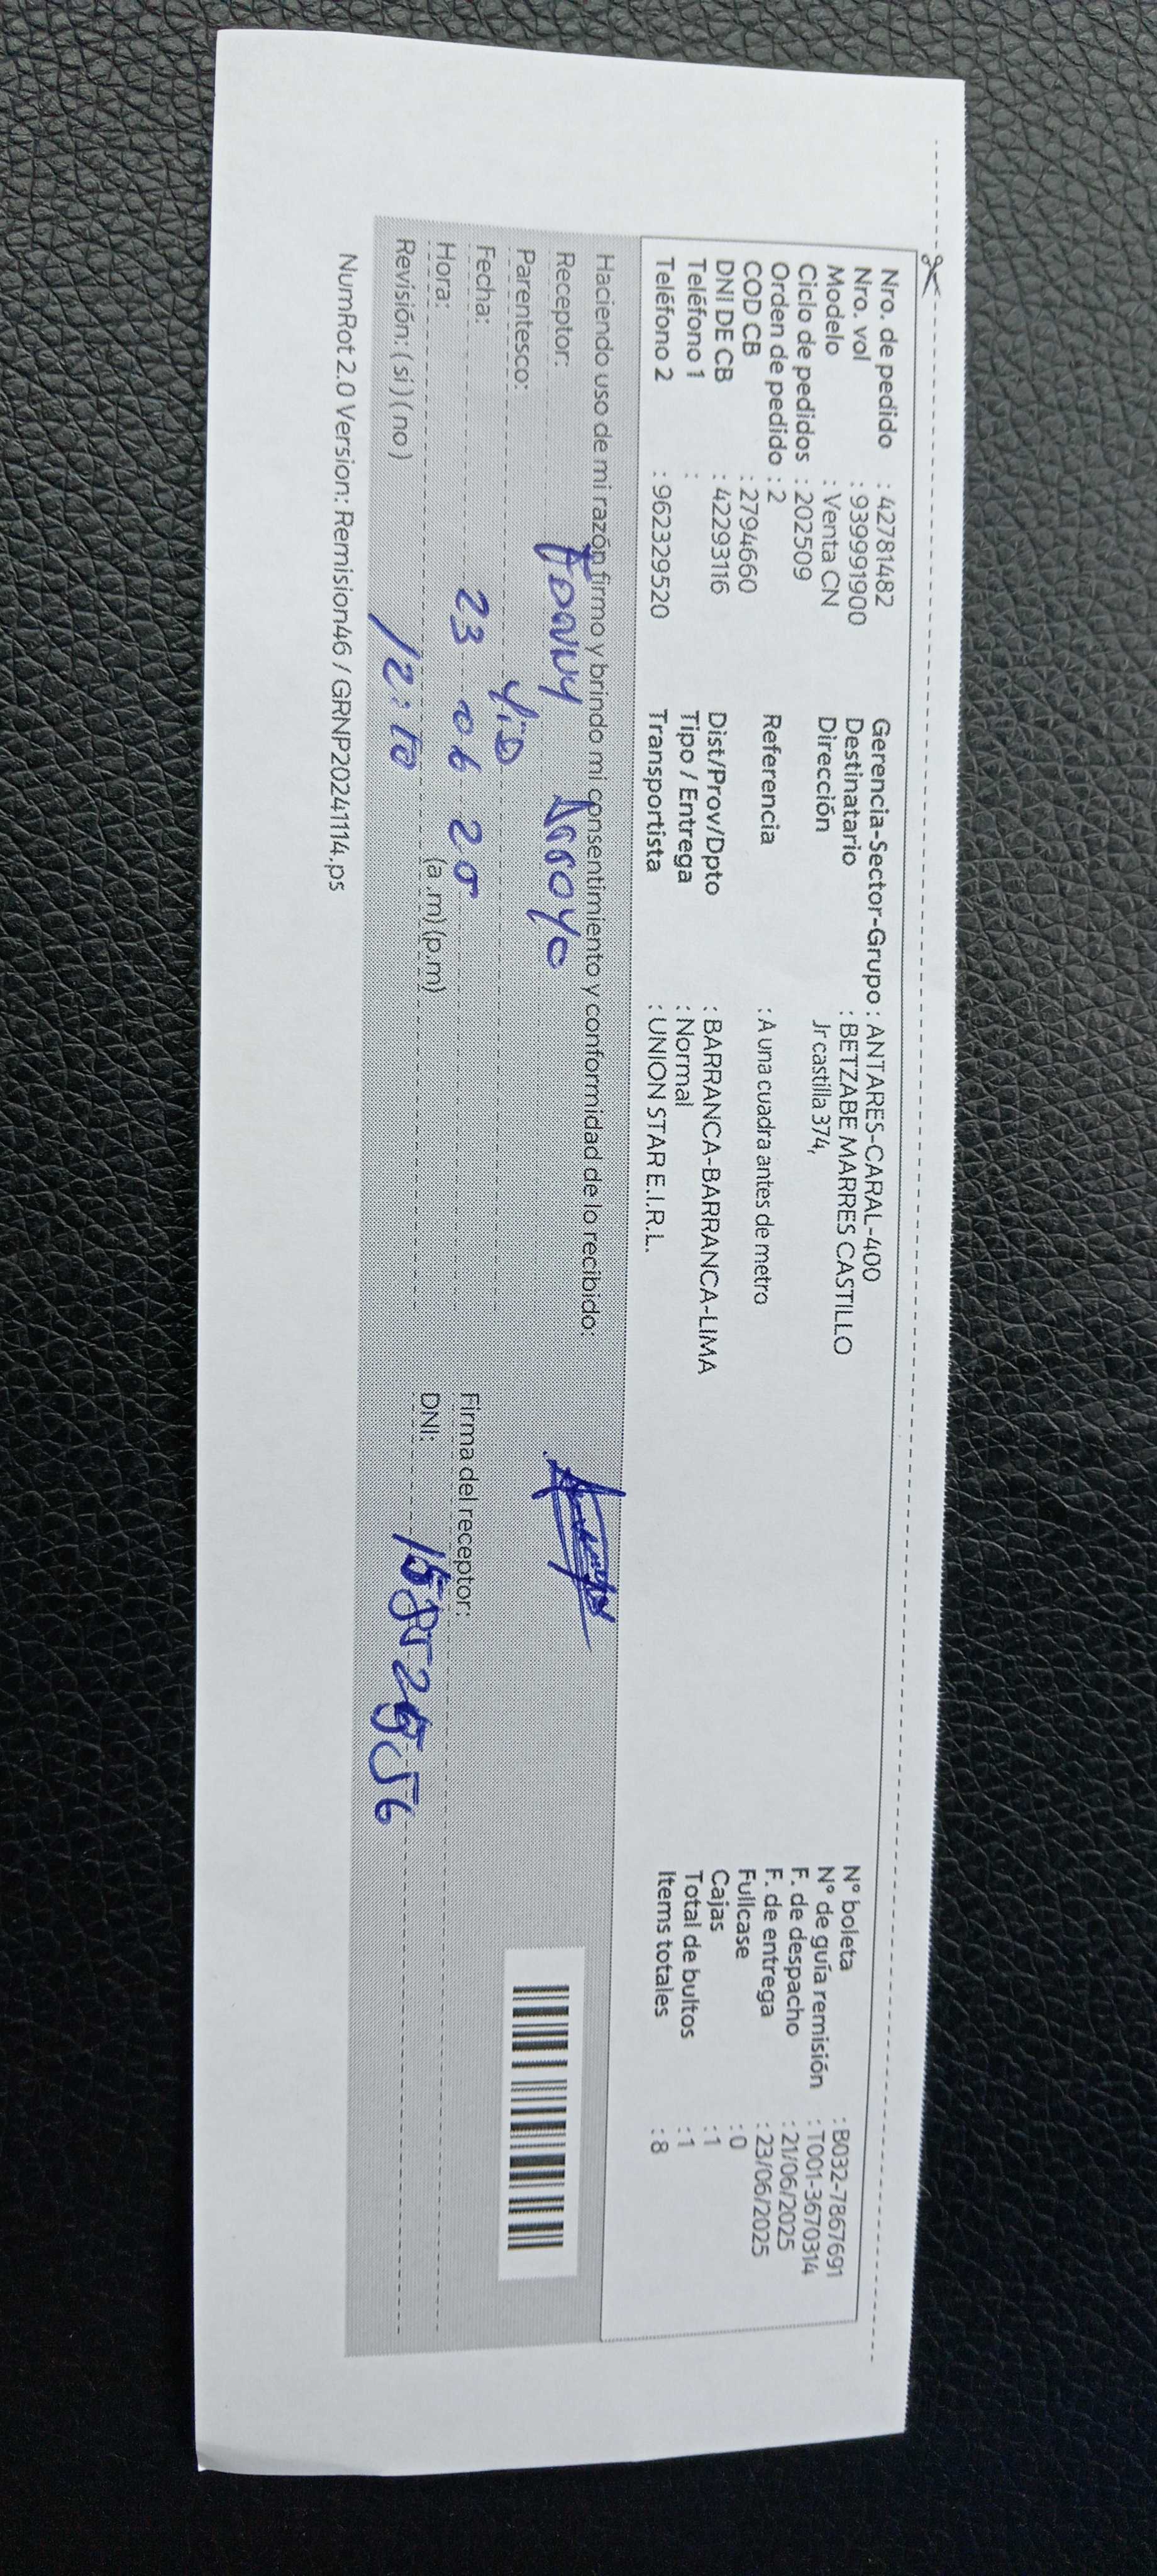 Nro. de pedido : 42781482
Nro. vol : 939991900
Modelo : Venta CN
Ciclo de pedidos : 202509
Orden de pedido : 2
COD CB : 2794660
DNI DE CB : 42293116
Teléfono 1 :
Teléfono 2 : 962329520
Gerencia-Sector-Grupo : ANTARES-CARAL-400
Destinatario : BETZABE MARRES CASTILLO
Dirección Jr castilla 374,
Referencia : A una cuadra antes de metro
Dist/Prov/Dpto : BARRANCA-BARRANCA-LIMA
Tipo / Entrega : Normal
Transportista : UNION STAR E.I.R.L.
N° boleta : B032-7867691
N° de guía remisión : T001-3670314
F. de despacho : 21/06/2025
F. de entrega : 23/06/2025
Fullcase : 0
Cajas : 1
Total de bultos : 1
Items totales : 8
Haciendo uso de mi razón firmo y brindo mi consentimiento y conformidad de lo recibido:
Receptor: Arroyo
Parentesco:
Fecha: 23 06 25
Hora: 12:10 (a.m)(p.m)
Revisión: (si) (no)
Firma del receptor:
DNI:
NumRot 2.0 Version: Remision46 / GRNP20241114.ps